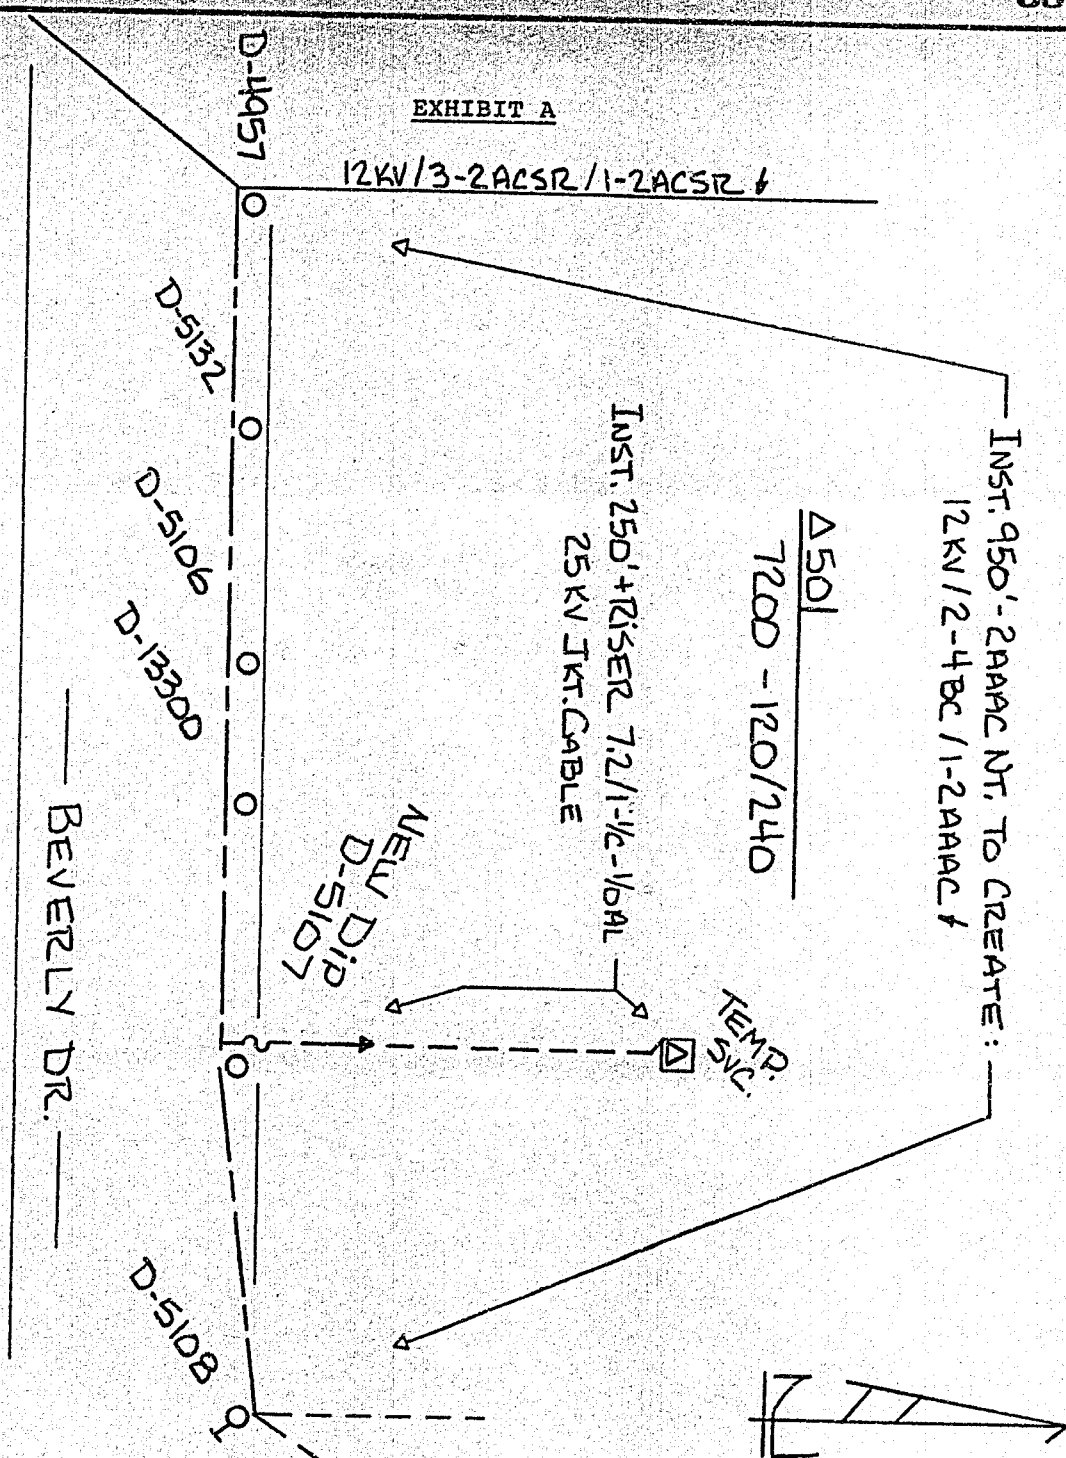 EXHIBIT A
D-4957
12KV/3-2ACSR/1-2ACSR
D-5132
D-5106
D-13300
INST. 950'-2AAAC NT. TO CREATE:
12KV/2-4BC/1-2AAAC
Δ50
7200 - 120/240
INST. 250'+RISER 7.2/1-1/C-1/0AL
25KV JKT. CABLE
NEW DIP
D-5107
TEMP.
SVC.
BEVERLY DR.
D-5108